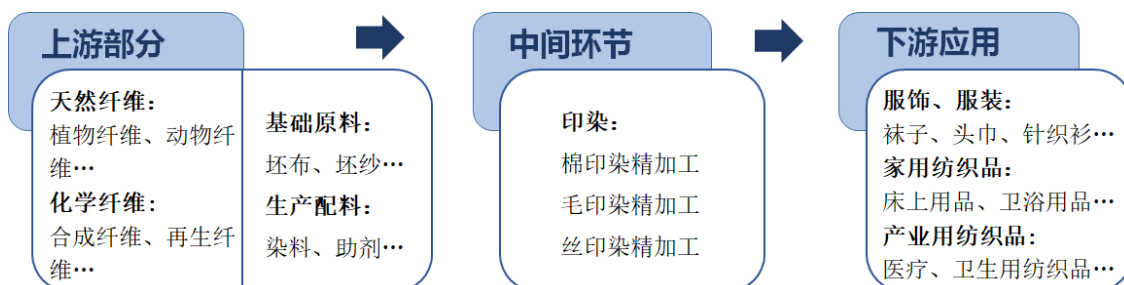 上游部分
天然纤维：
植物纤维、动物纤
维…
化学纤维：
合成纤维、再生纤
维…
基础原料：
坯布、坯纱…
生产配料：
染料、助剂…
中间环节
印染：
棉印染精加工
毛印染精加工
丝印染精加工
下游应用
服饰、服装：
袜子、头巾、针织衫…
家用纺织品：
床上用品、卫浴用品…
产业用纺织品：
医疗、卫生用纺织品…